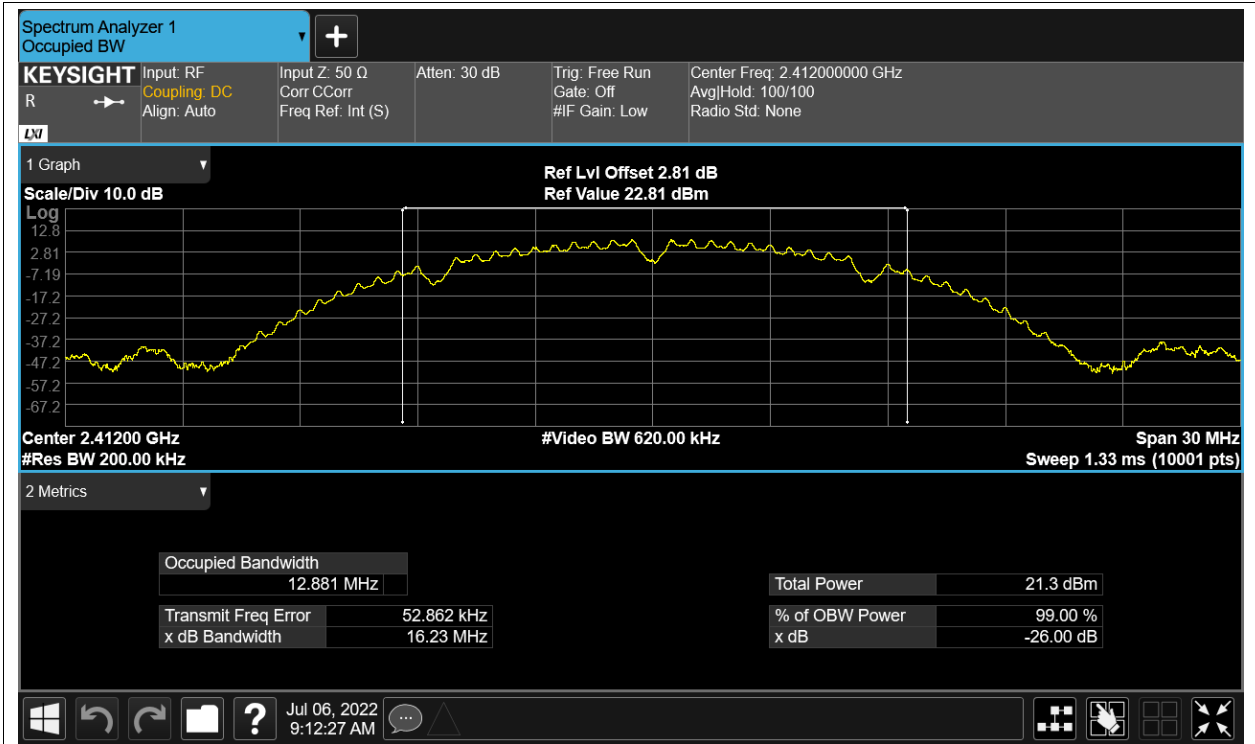 Spectrum Analyzer 1
Occupied BW
KEYSIGHT
R
LXI
Input: RF
Coupling: DC
Align: Auto
Input Z: 50 Ω
Corr CCorr
Freq Ref: Int (S)
Atten: 30 dB
Trig: Free Run
Gate: Off
#IF Gain: Low
Center Freq: 2.412000000 GHz
Avg|Hold: 100/100
Radio Std: None
1 Graph
Scale/Div 10.0 dB
Ref Lvl Offset 2.81 dB
Ref Value 22.81 dBm
Log
12.8
2.81
-7.19
-17.2
-27.2
-37.2
-47.2
-57.2
-67.2
Center 2.41200 GHz
#Video BW 620.00 kHz
Span 30 MHz
#Res BW 200.00 kHz
Sweep 1.33 ms (10001 pts)
2 Metrics
Occupied Bandwidth
12.881 MHz
Transmit Freq Error 52.862 kHz
x dB Bandwidth 16.23 MHz
Total Power 21.3 dBm
% of OBW Power 99.00 %
x dB -26.00 dB
?
Jul 06, 2022
9:12:27 AM